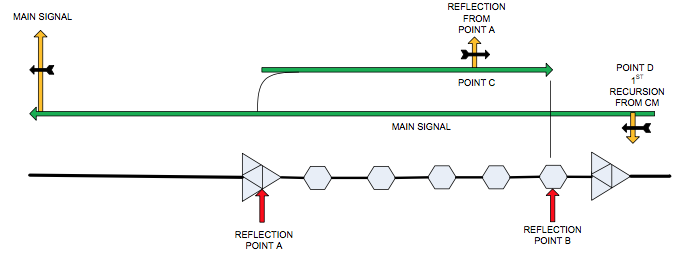 MAIN SIGNAL
REFLECTION
FROM
POINT A
POINT C
POINT D
1ST
RECURSION
FROM CM
MAIN SIGNAL
REFLECTION
POINT A
REFLECTION
POINT B